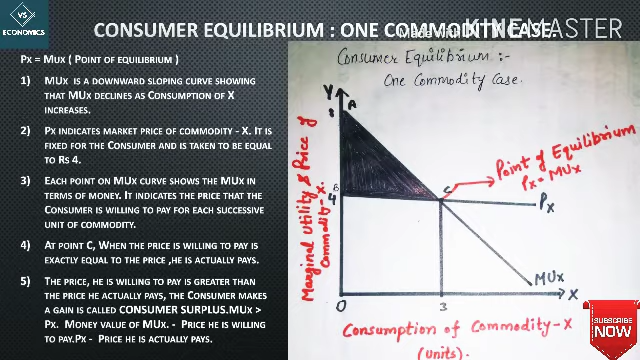 VS
ECONOMICS
CONSUMER EQUILIBRIUM : ONE COMMODITY CASE.
Made with KINEMASTER
PX = MUX ( POINT OF EQUILIBRIUM )
1) MUX IS A DOWNWARD SLOPING CURVE SHOWING
THAT MUX DECLINES AS CONSUMPTION OF X
INCREASES.
2) PX INDICATES MARKET PRICE OF COMMODITY - X. IT IS
FIXED FOR THE CONSUMER AND IS TAKEN TO BE EQUAL
TO RS 4.
3) EACH POINT ON MUX CURVE SHOWS THE MUX IN
TERMS OF MONEY. IT INDICATES THE PRICE THAT THE
CONSUMER IS WILLING TO PAY FOR EACH SUCCESSIVE
UNIT OF COMMODITY.
4) AT POINT C, WHEN THE PRICE IS WILLING TO PAY IS
EXACTLY EQUAL TO THE PRICE ,HE IS ACTUALLY PAYS.
5) THE PRICE, HE IS WILLING TO PAY IS GREATER THAN
THE PRICE HE ACTUALLY PAYS, THE CONSUMER MAKES
A GAIN IS CALLED CONSUMER SURPLUS.MUX >
PX. MONEY VALUE OF MUX. - PRICE HE IS WILLING
TO PAY.PX - PRICE HE IS ACTUALLY PAYS.
Consumer Equilibrium :-
One Commodity Case.
Y
A
8
Marginal Utility & Price of
Commodity - X.
B
4
C
Point of Equilibrium
Px = MUx
Px
MUx
O
3
X
Consumption of Commodity - X
(Units).
SUBSCRIBE
NOW